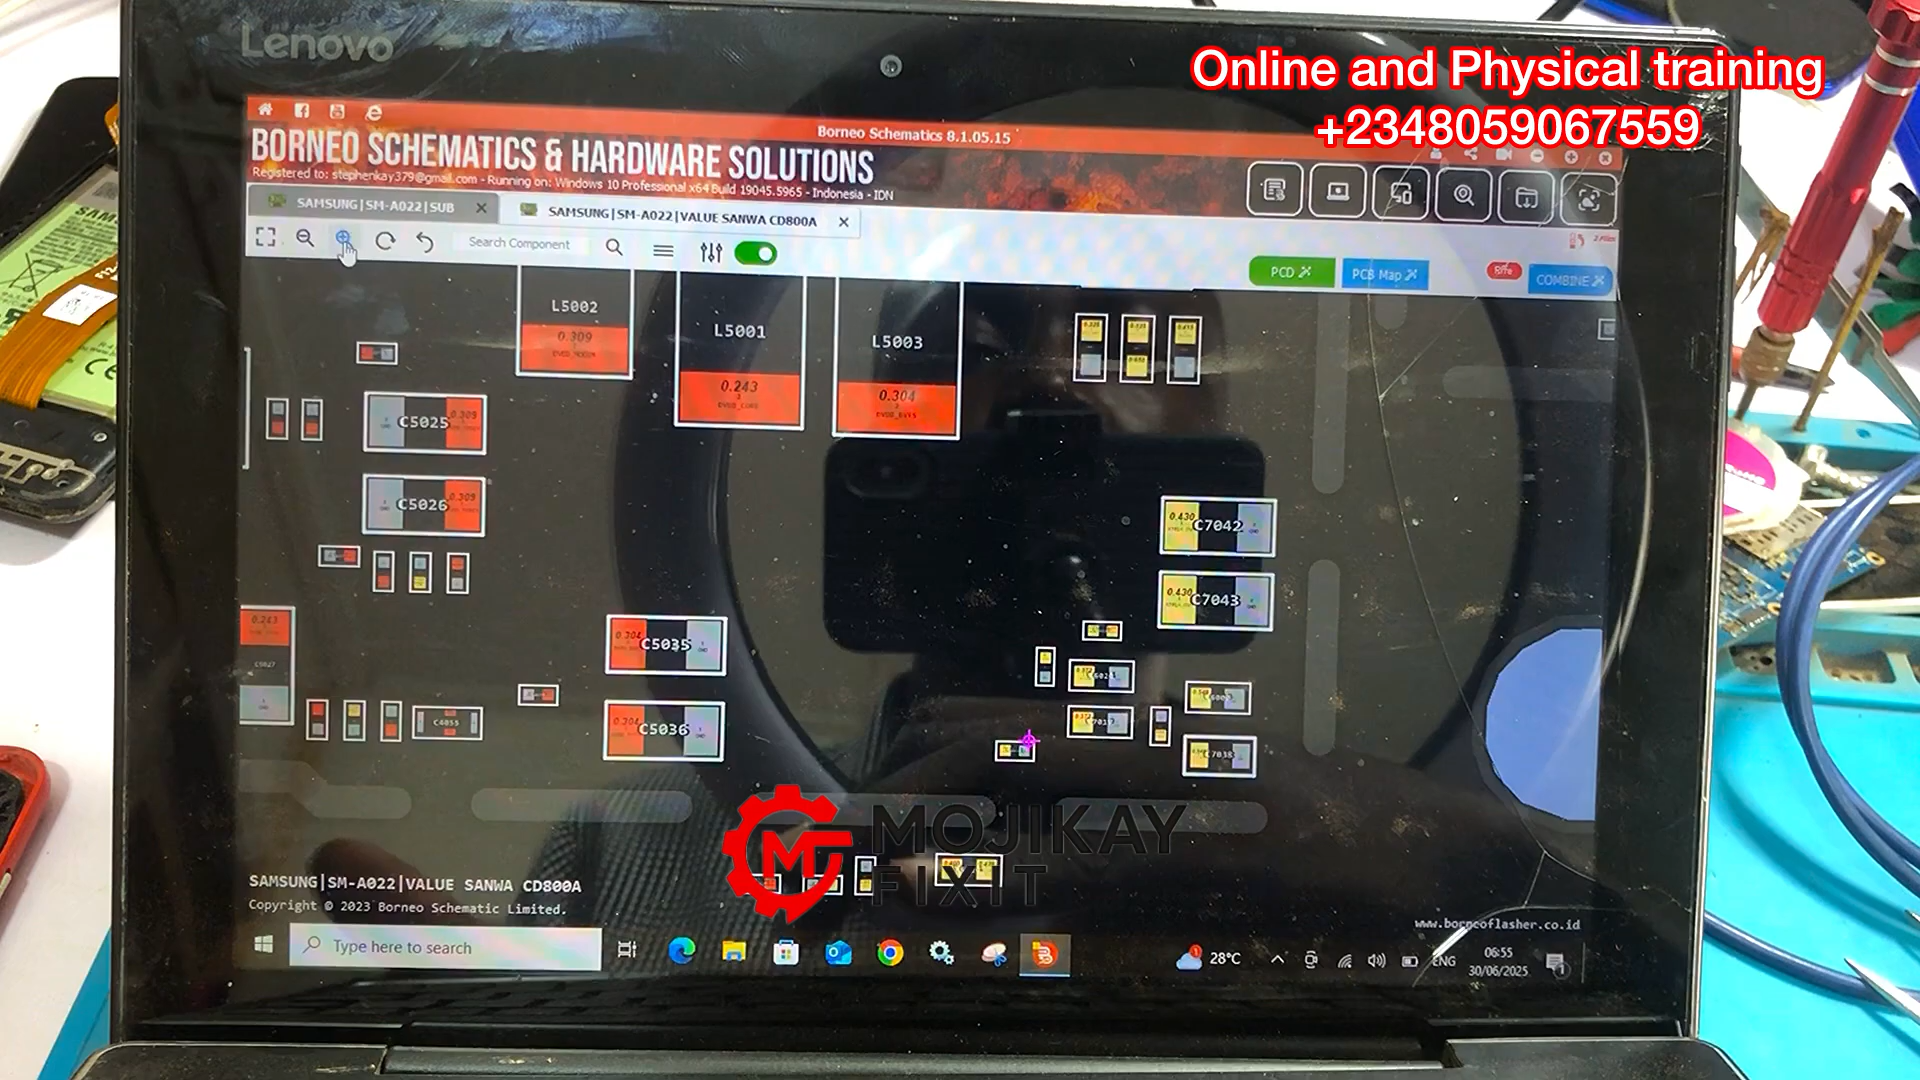 Lenovo
Online and Physical training
+2348059067559
Borneo Schematics 8.1.05.15
BORNEO SCHEMATICS & HARDWARE SOLUTIONS
Registered to: stephenkay379@gmail.com - Running on: Windows 10 Professional x64 Build 19045.5965 - Indonesia - IDN
SAMSUNG|SM-A022|SUB
SAMSUNG|SM-A022|VALUE SANWA CD800A
Search Component
PCD
PCB Map
COMBINE
L5002
0.309
L5001
0.243
L5003
0.304
C5025
0.309
C5026
0.309
C7042
0.430
C7043
0.430
0.243
C5027
0.304
C5035
0.304
C5036
C4055
MOJIKAY
FIXIT
SAMSUNG|SM-A022|VALUE SANWA CD800A
Copyright © 2023 Borneo Schematic Limited.
www.borneoflasher.co.id
Type here to search
28°C
ENG
06:55
30/06/2025